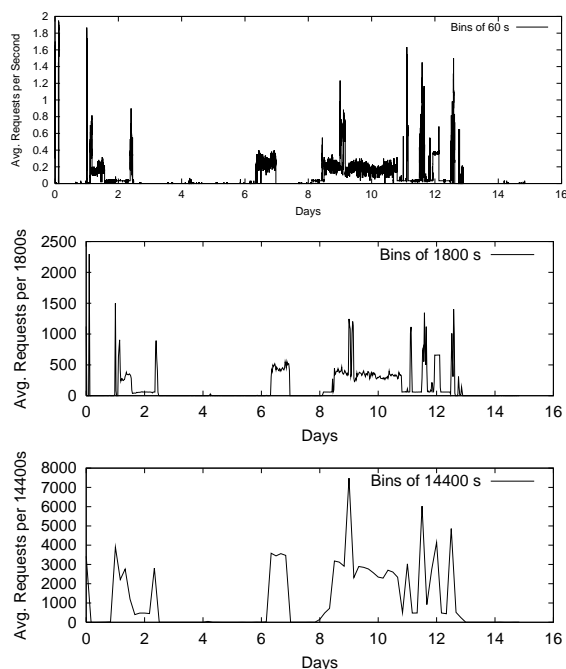 Avg. Requests per Second
2
1.8
1.6
1.4
1.2
1
0.8
0.6
0.4
0.2
0
Bins of 60 s
0 2 4 6 8 10 12 14 16
Days
Avg. Requests per 1800s
2500
2000
1500
1000
500
0
Bins of 1800 s
0 2 4 6 8 10 12 14 16
Days
Avg. Requests per 14400s
8000
7000
6000
5000
4000
3000
2000
1000
0
Bins of 14400 s
0 2 4 6 8 10 12 14 16
Days